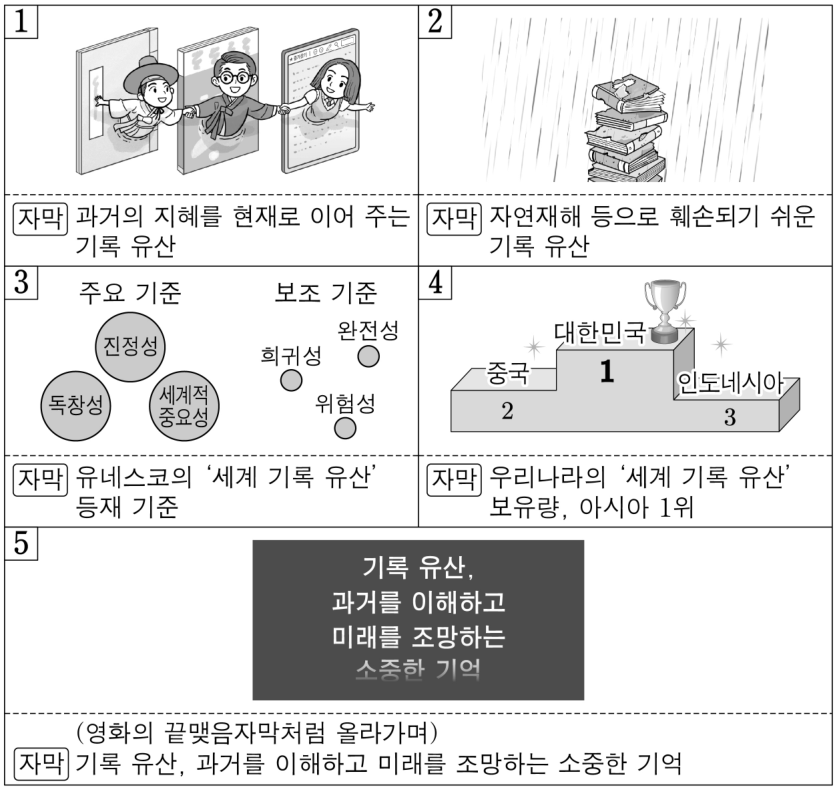 1
자막 과거의 지혜를 현재로 이어 주는
기록 유산
2
자막 자연재해 등으로 훼손되기 쉬운
기록 유산
3
주요 기준
보조 기준
진정성
독창성
세계적
중요성
완전성
희귀성
위험성
자막 유네스코의 ‘세계 기록 유산’
등재 기준
4
대한민국
1
중국
2
인도네시아
3
자막 우리나라의 ‘세계 기록 유산’
보유량, 아시아 1위
5
기록 유산,
과거를 이해하고
미래를 조망하는
소중한 기억
(영화의 끝맺음자막처럼 올라가며)
자막 기록 유산, 과거를 이해하고 미래를 조망하는 소중한 기억